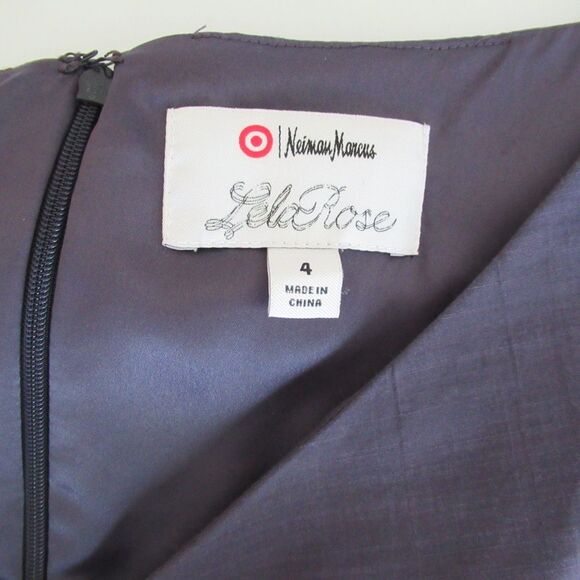 Neiman Marcus
Lela Rose
4
MADE IN
CHINA